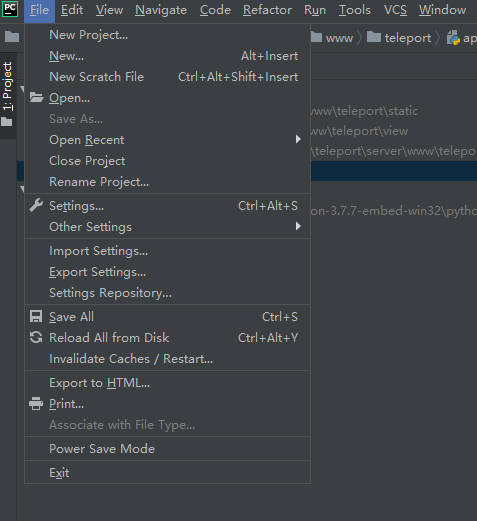 PC File Edit View Navigate Code Refactor Run Tools VCS Window
www teleport ap
1: Project
New Project...
New... Alt+Insert
New Scratch File Ctrl+Alt+Shift+Insert
Open...
www\teleport\static
Save As...
ww\teleport\view
Open Recent
\teleport\server\www\telepo
Close Project
Rename Project...
Settings... Ctrl+Alt+S
on-3.7.7-embed-win32\pytho
Other Settings
Import Settings...
Export Settings...
Settings Repository...
Save All Ctrl+S
Reload All from Disk Ctrl+Alt+Y
Invalidate Caches / Restart...
Export to HTML...
Print...
Associate with File Type...
Power Save Mode
Exit